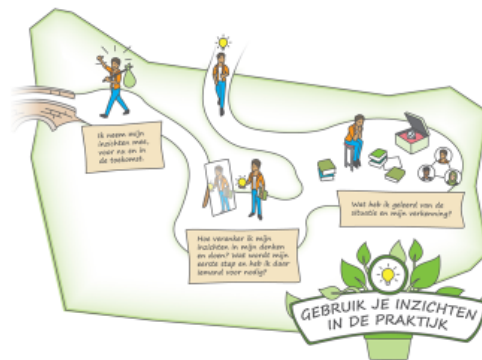 Ik neem mijn
inzichten mee,
voor nu en in
de toekomst.
Wat heb ik geleerd van de
situatie en mijn verkenning?
Hoe veranker ik mijn
inzichten in mijn denken
en doen? Wat wordt mijn
eerste stap en heb ik daar
iemand voor nodig?
GEBRUIK JE INZICHTEN
IN DE PRAKTIJK